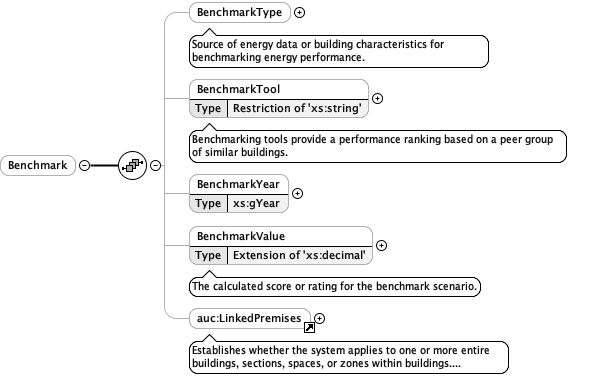 BenchmarkType
Source of energy data or building characteristics for
benchmarking energy performance.
BenchmarkTool
Type Restriction of 'xs:string'
Benchmarking tools provide a performance ranking based on a peer group
of similar buildings.
Benchmark
BenchmarkYear
Type xs:gYear
BenchmarkValue
Type Extension of 'xs:decimal'
The calculated score or rating for the benchmark scenario.
auc:LinkedPremises
Establishes whether the system applies to one or more entire
buildings, sections, spaces, or zones within buildings....